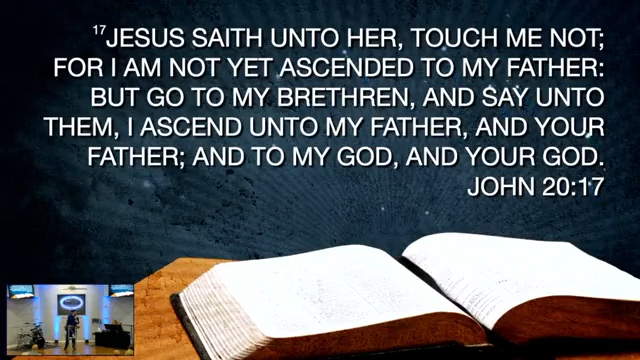 17JESUS SAITH UNTO HER, TOUCH ME NOT;
FOR I AM NOT YET ASCENDED TO MY FATHER:
BUT GO TO MY BRETHREN, AND SAY UNTO
THEM, I ASCEND UNTO MY FATHER, AND YOUR
FATHER; AND TO MY GOD, AND YOUR GOD.
JOHN 20:17